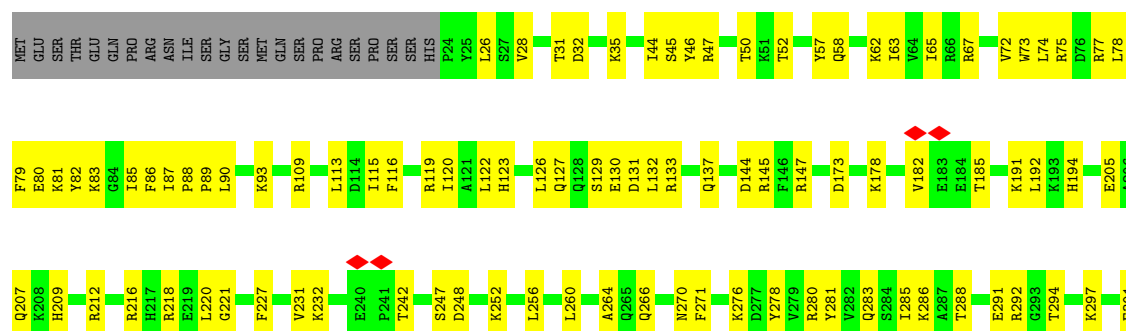 MET GLU SER THR GLU GLN PRO ARG ASN ILE SER GLY SER MET GLN SER PRO ARG SER PRO SER SER HIS P24 Y25 L26 S27 V28 T31 D32 K35 I44 S45 Y46 R47 T50 K51 T52 Y57 Q58 K62 I63 V64 I65 R66 R67 V72 W73 L74 R75 D76 R77 L78
F79 E80 K81 Y82 K83 G84 I85 F86 I87 P88 P89 L90 K93 R109 L113 D114 I115 F116 R119 I120 A121 L122 H123 L126 Q127 Q128 S129 E130 D131 L132 R133 Q137 D144 R145 F146 R147 D173 K178 V182 E183 E184 T185 K191 L192 K193 H194 E205
Q207 K208 H209 R212 R216 H217 R218 E219 L220 G221 F227 V231 K232 E240 P241 T242 S247 D248 K252 L256 L260 A264 Q265 Q266 N270 F271 K276 D277 Y278 V279 R280 Y281 V282 Q283 S284 I285 K286 A287 T288 E291 R292 G293 T294 K297